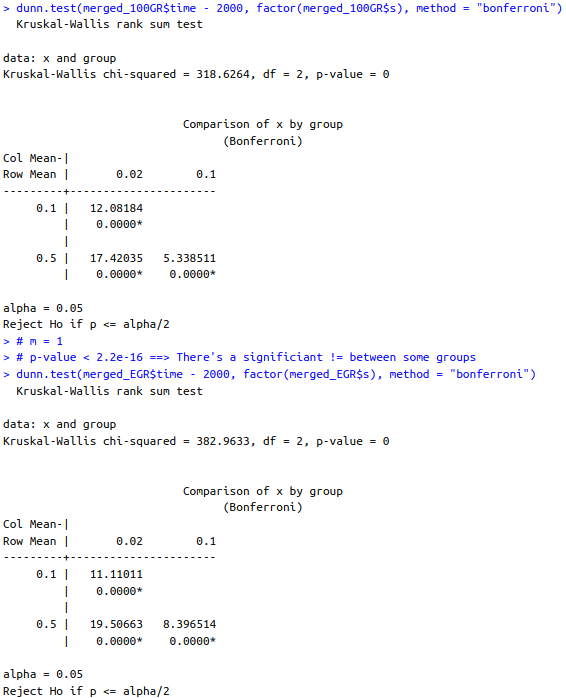 > dunn.test(merged_100GR$time - 2000, factor(merged_100GR$s), method = "bonferroni")
  Kruskal-Wallis rank sum test

data: x and group
Kruskal-Wallis chi-squared = 318.6264, df = 2, p-value = 0


                           Comparison of x by group
                                 (Bonferroni)
Col Mean-|
Row Mean |       0.02        0.1
---------+----------------------
     0.1 |   12.08184
         |    0.0000*
         |
     0.5 |   17.42035   5.338511
         |    0.0000*    0.0000*

alpha = 0.05
Reject Ho if p <= alpha/2
> # m = 1
> # p-value < 2.2e-16 ==> There's a significiant != between some groups
> dunn.test(merged_EGR$time - 2000, factor(merged_EGR$s), method = "bonferroni")
  Kruskal-Wallis rank sum test

data: x and group
Kruskal-Wallis chi-squared = 382.9633, df = 2, p-value = 0


                           Comparison of x by group
                                 (Bonferroni)
Col Mean-|
Row Mean |       0.02        0.1
---------+----------------------
     0.1 |   11.11011
         |    0.0000*
         |
     0.5 |   19.50663   8.396514
         |    0.0000*    0.0000*

alpha = 0.05
Reject Ho if p <= alpha/2